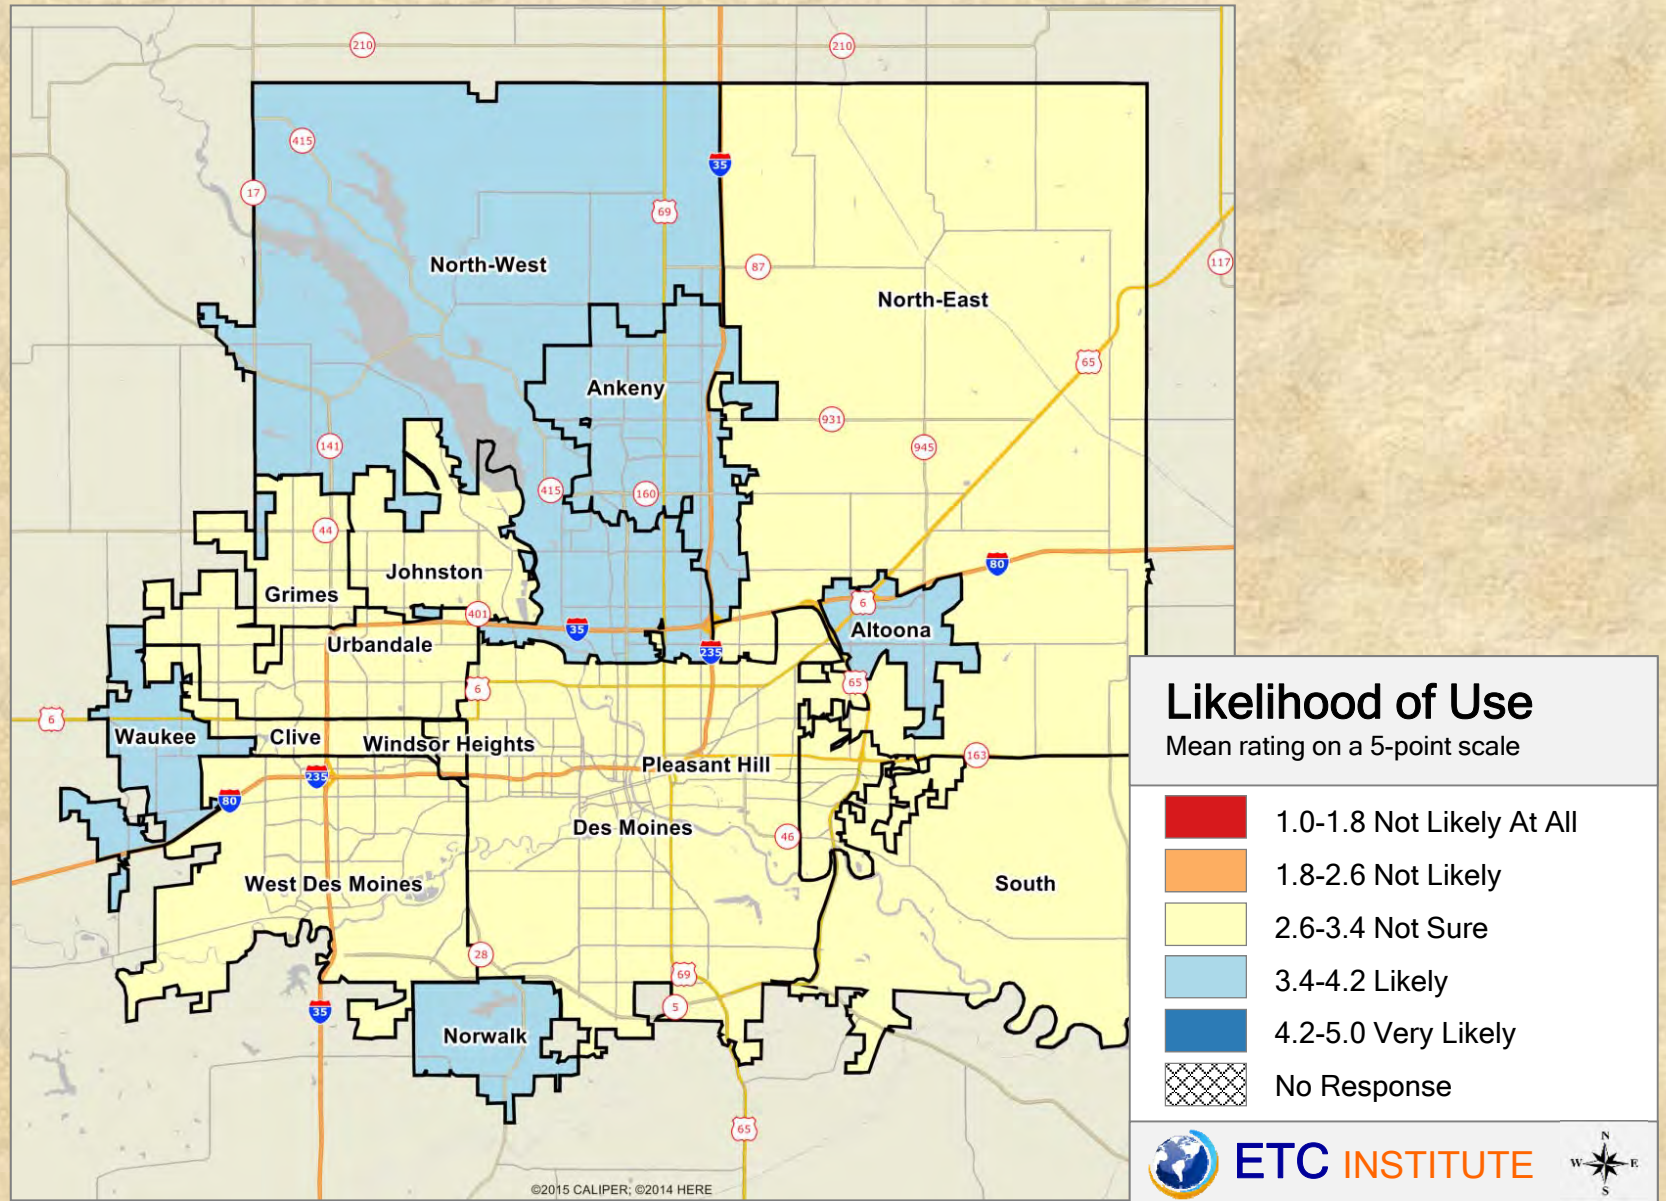 210
210
415
35
17
69
117
87
North-West
North-East
65
Ankeny
931
141
945
415
160
44
80
Johnston
Grimes
6
401
35
Altoona
Urbandale
235
65
6
6
Waukee
Clive
Windsor Heights
163
Pleasant Hill
235
80
Des Moines
46
West Des Moines
South
28
69
5
35
Norwalk
65
©2015 CALIPER; ©2014 HERE
Likelihood of Use
Mean rating on a 5-point scale
1.0-1.8 Not Likely At All
1.8-2.6 Not Likely
2.6-3.4 Not Sure
3.4-4.2 Likely
4.2-5.0 Very Likely
No Response
ETC INSTITUTE
N
W E
S